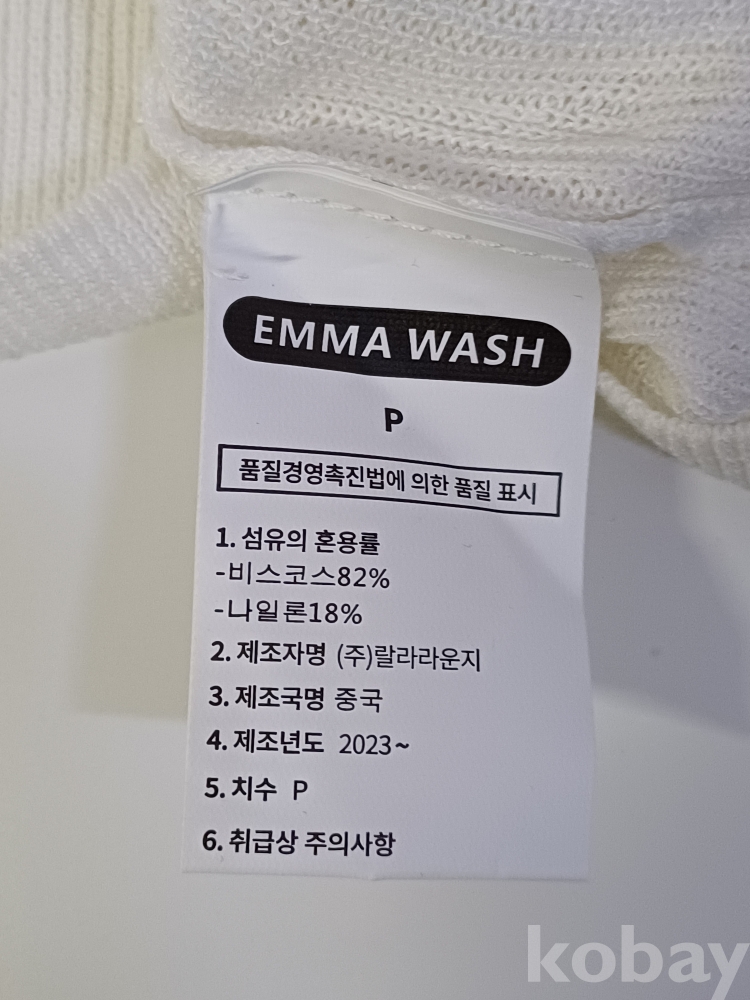 EMMA WASH
P
품질경영촉진법에 의한 품질 표시
1. 섬유의 혼용률
-비스코스82%
-나일론18%
2. 제조자명 (주)랄라라운지
3. 제조국명 중국
4. 제조년도 2023~
5. 치수 P
6. 취급상 주의사항
kobay